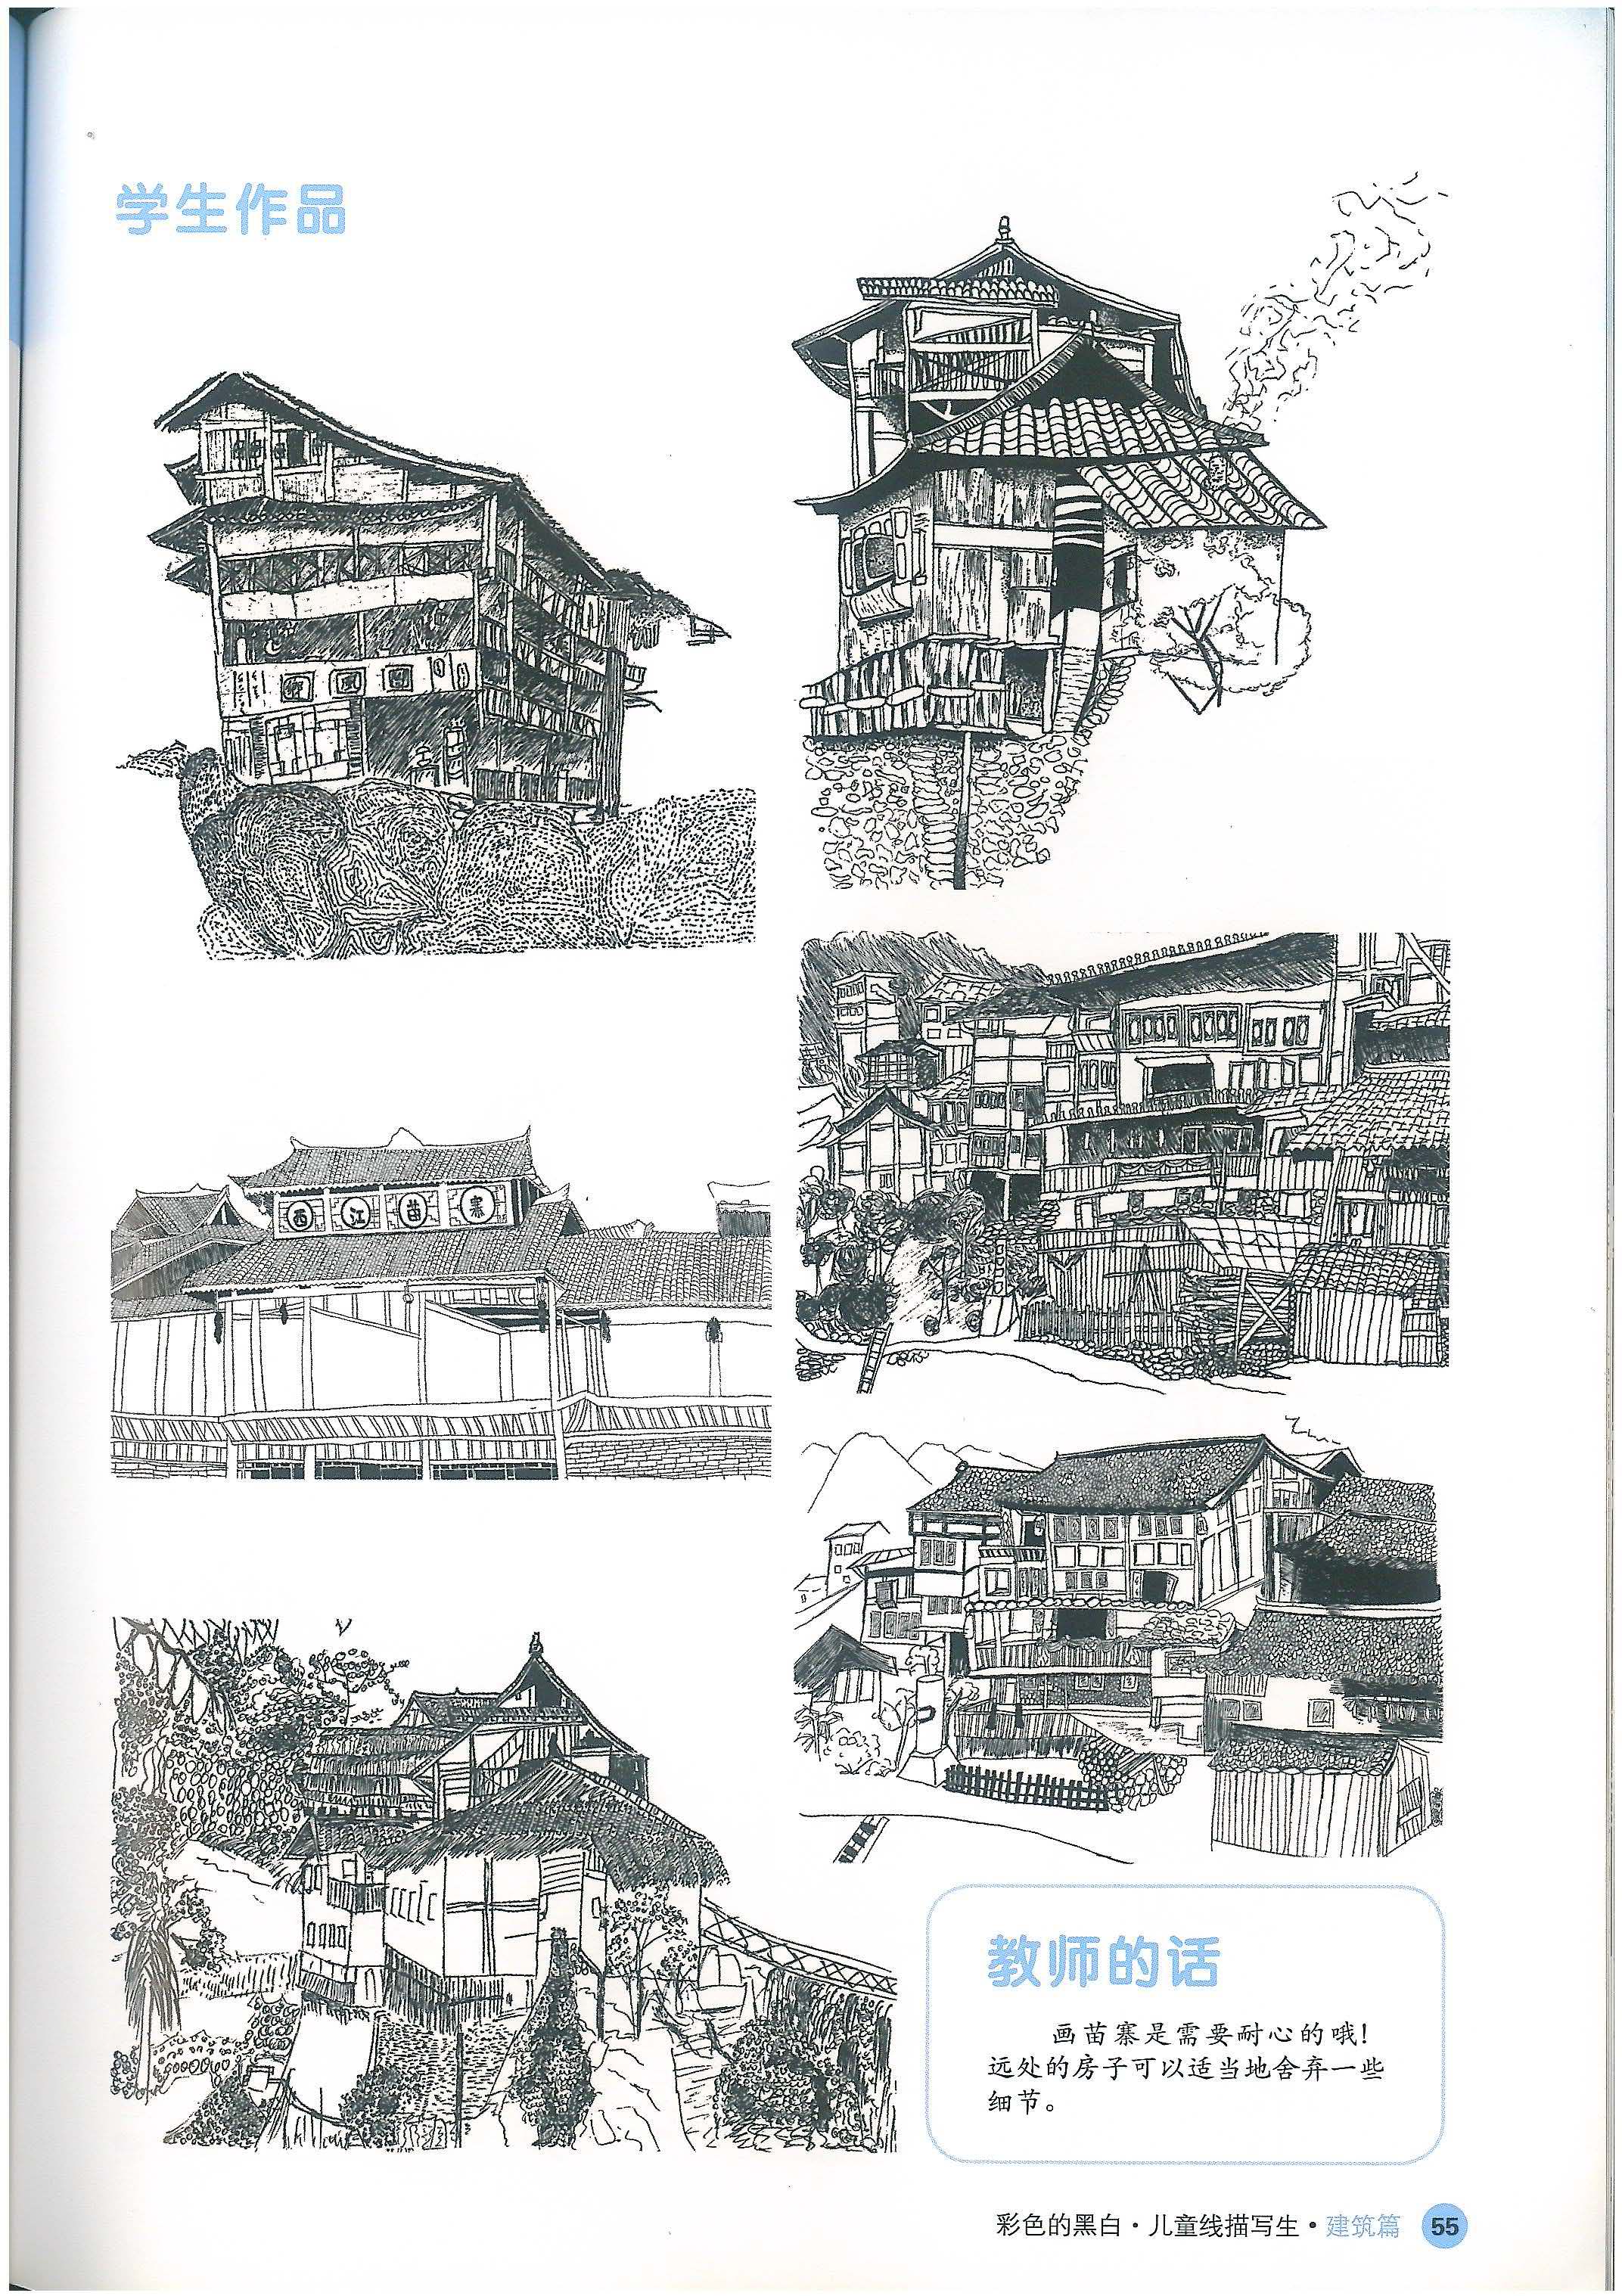 学生作品
西江苗寨
教师的话
画苗寨是需要耐心的哦!
远处的房子可以适当地舍弃一些
细节。
彩色的黑白·儿童线描写生·建筑篇 55